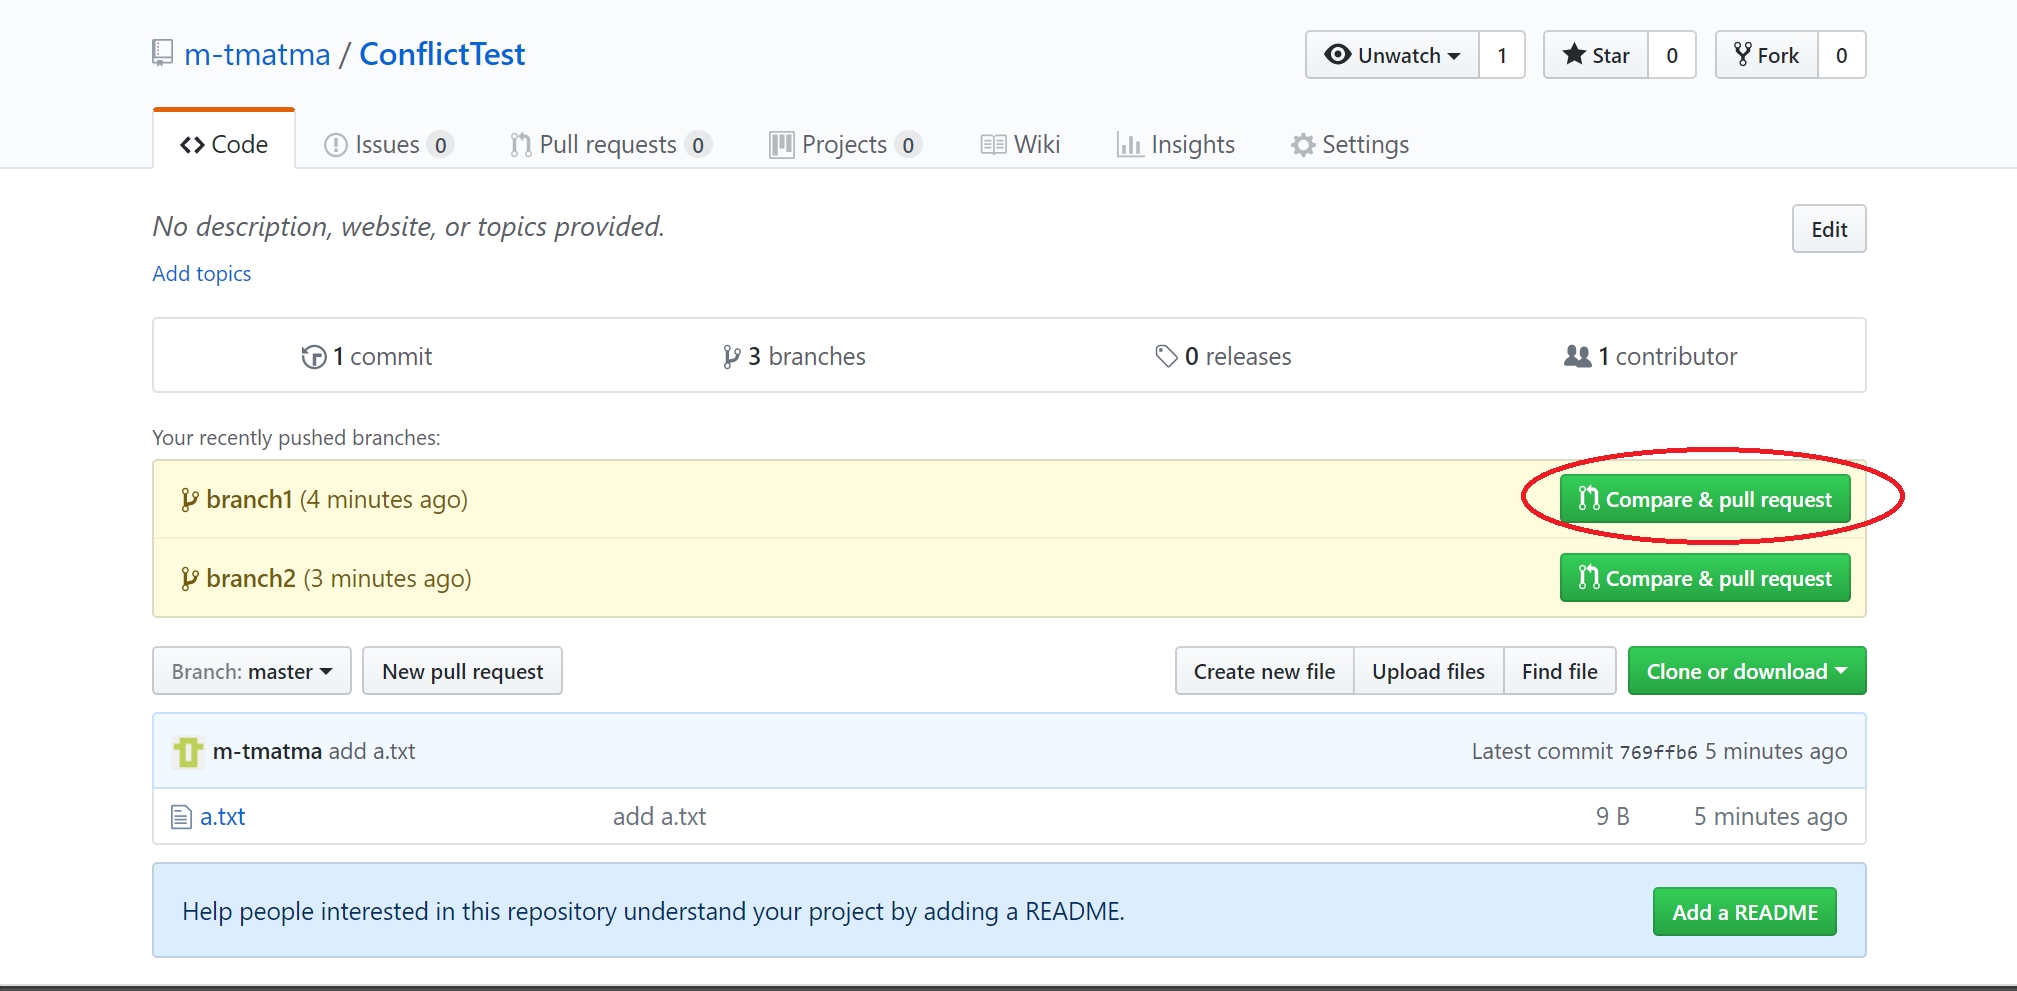 m-tmatma / ConflictTest
Unwatch 1 Star 0 Fork 0
Code Issues 0 Pull requests 0 Projects 0 Wiki Insights Settings
No description, website, or topics provided.
Edit
Add topics
1 commit 3 branches 0 releases 1 contributor
Your recently pushed branches:
branch1 (4 minutes ago) Compare & pull request
branch2 (3 minutes ago) Compare & pull request
Branch: master New pull request Create new file Upload files Find file Clone or download
m-tmatma add a.txt Latest commit 769ffb6 5 minutes ago
a.txt add a.txt 9 B 5 minutes ago
Help people interested in this repository understand your project by adding a README. Add a README